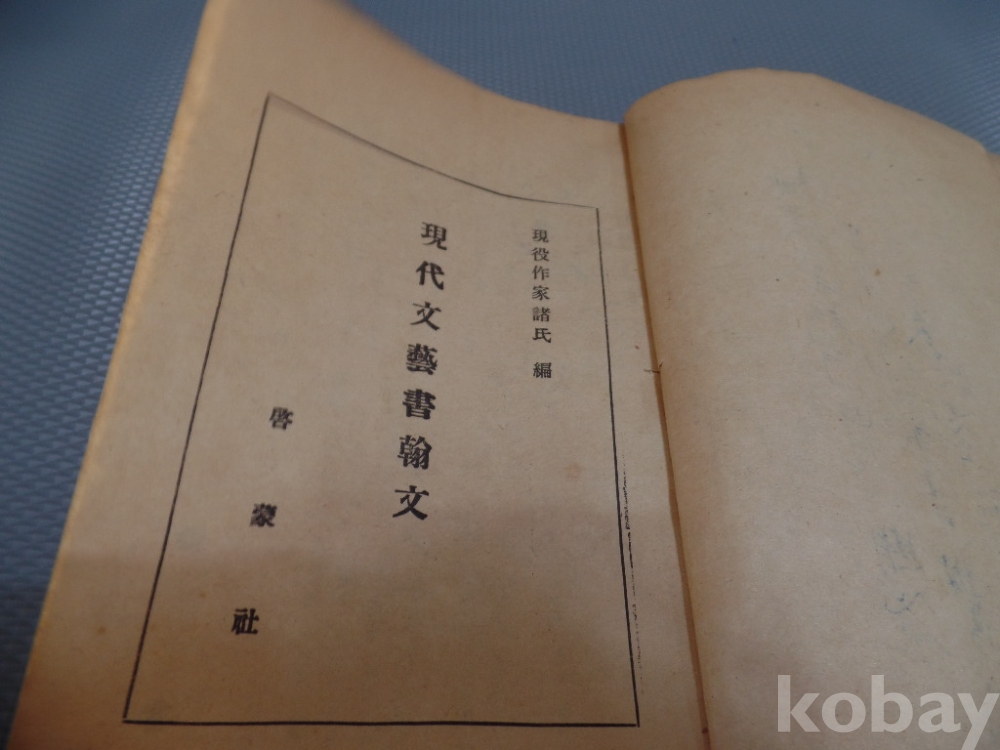 現役作家諸氏 編
現代文藝書翰文
啓蒙社
kobay